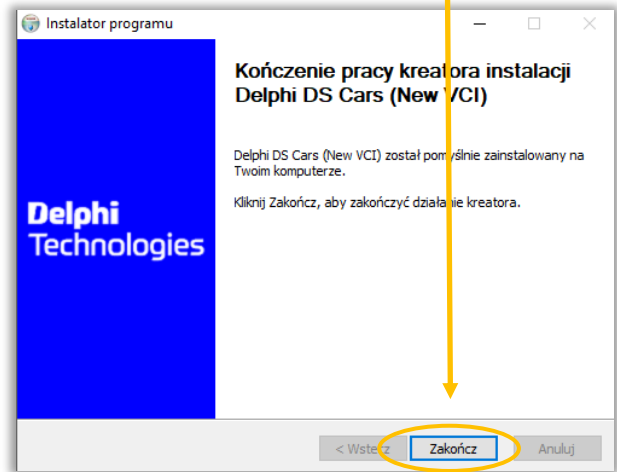 Instalator programu
Kończenie pracy kreatora instalacji
Delphi DS Cars (New VCI)
Delphi DS Cars (New VCI) został pomyślnie zainstalowany na
Twoim komputerze.
Kliknij Zakończ, aby zakończyć działanie kreatora.
Delphi
Technologies
< Wstecz Zakończ Anuluj